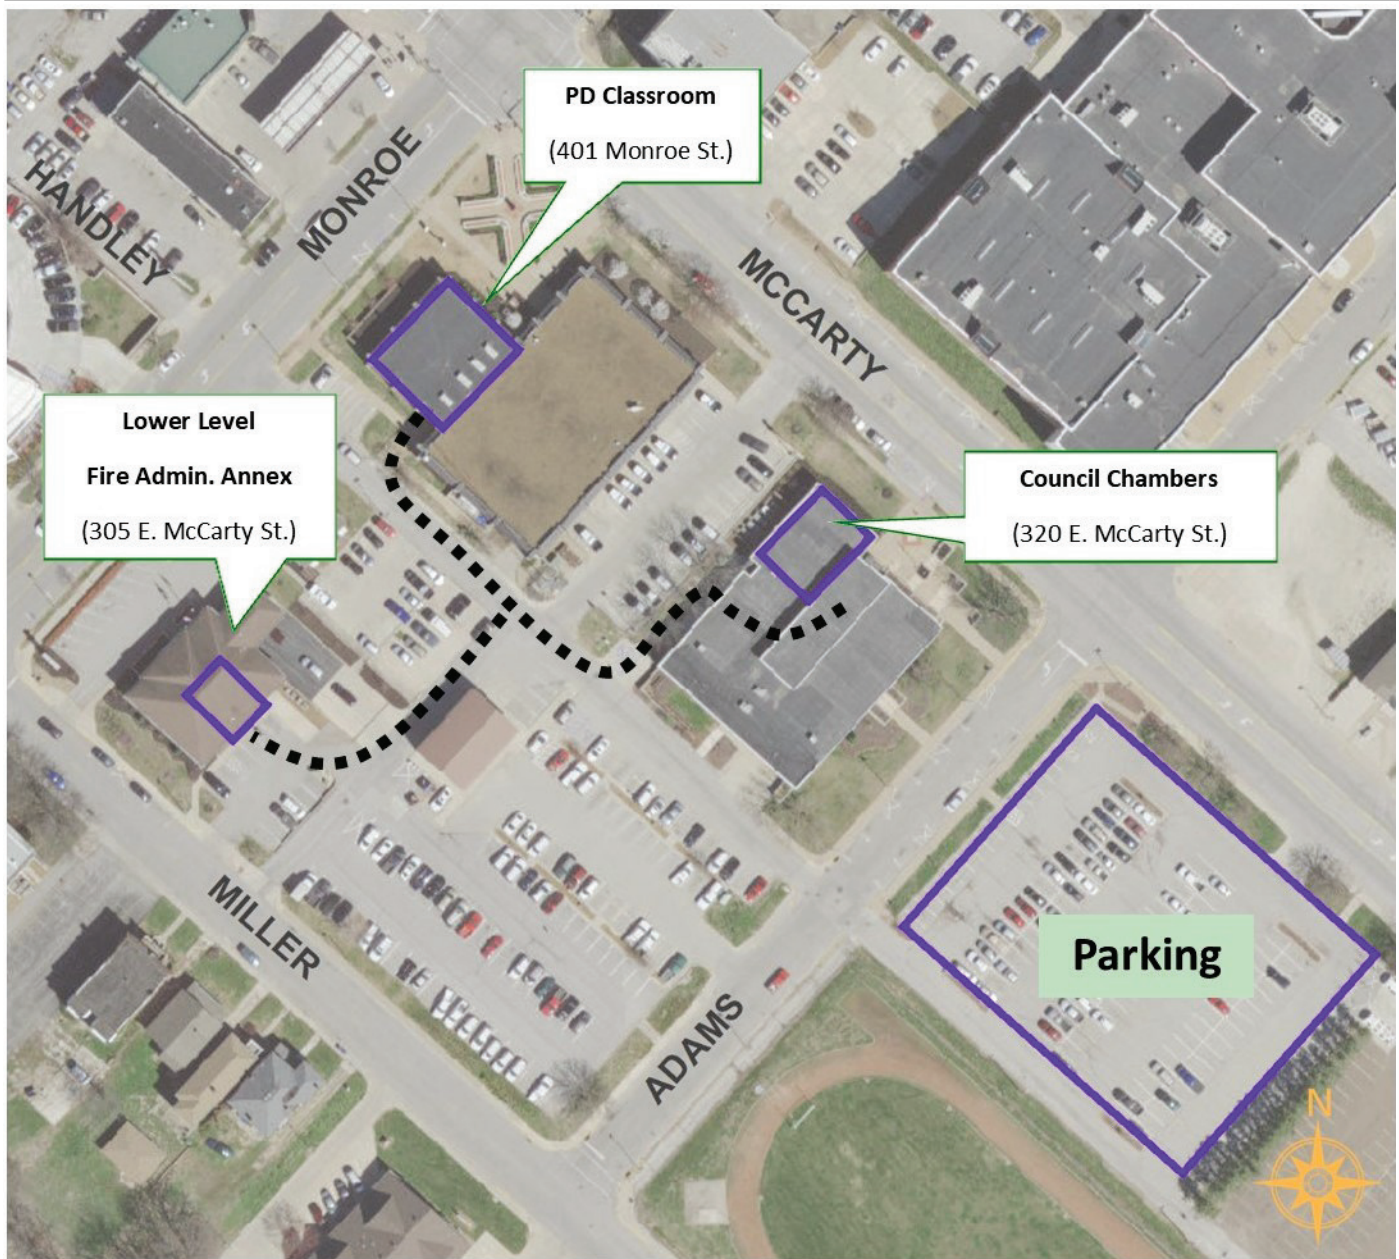 PD Classroom
(401 Monroe St.)
HANDLEY
MONROE
MCCARTY
Lower Level
Fire Admin. Annex
(305 E. McCarty St.)
Council Chambers
(320 E. McCarty St.)
MILLER
ADAMS
Parking
N